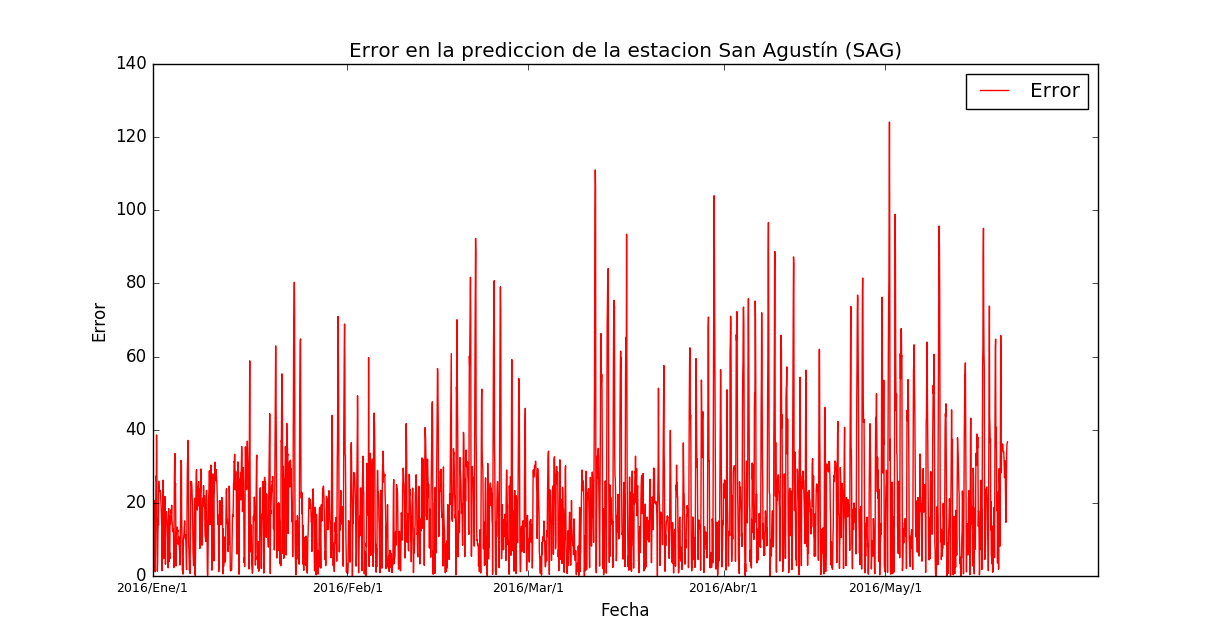 Error en la prediccion de la estacion San Agustín (SAG)
Error
140
120
100
80
60
40
20
0
Error
2016/Ene/1
2016/Feb/1
2016/Mar/1
2016/Abr/1
2016/May/1
Fecha